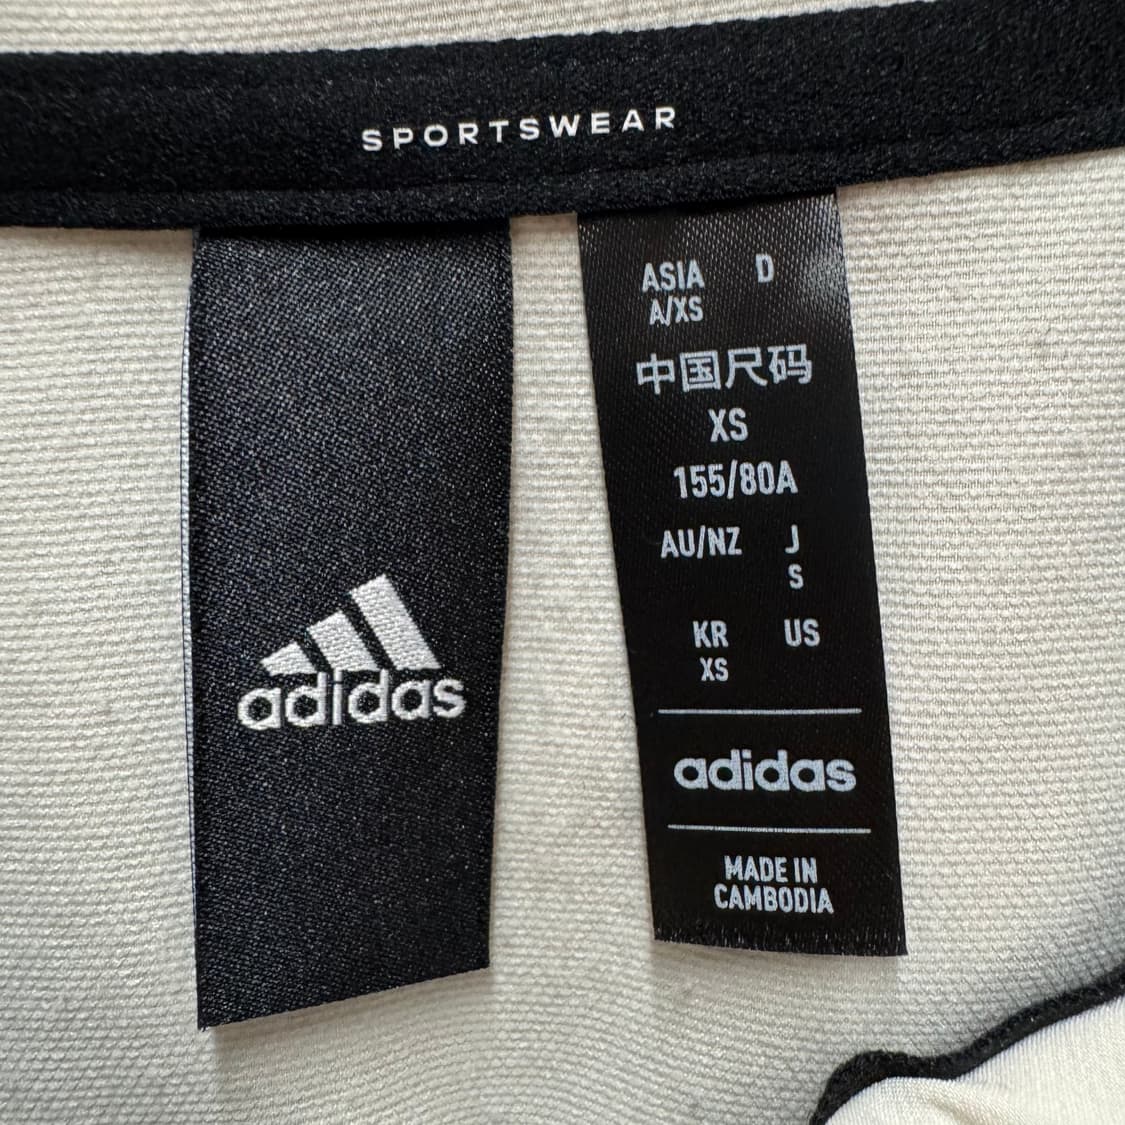 SPORTSWEAR
adidas
ASIA D
A/XS
中国尺码
XS
155/80A
AU/NZ J
S
KR US
XS
adidas
MADE IN
CAMBODIA